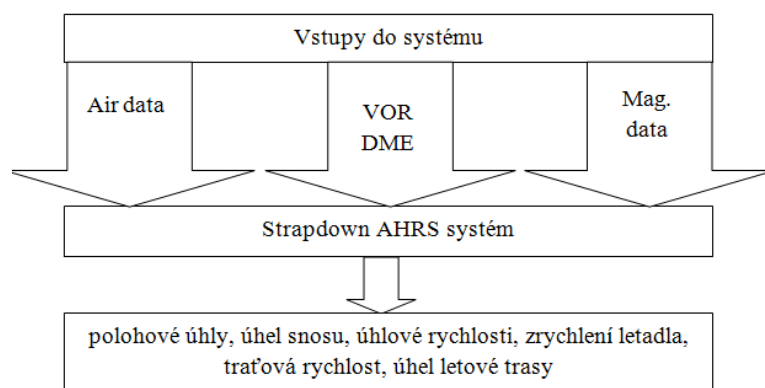 Vstupy do systému
Air data
VOR
DME
Mag.
data
Strapdown AHRS systém
polohové úhly, úhel snosu, úhlové rychlosti, zrychlení letadla,
traťová rychlost, úhel letové trasy